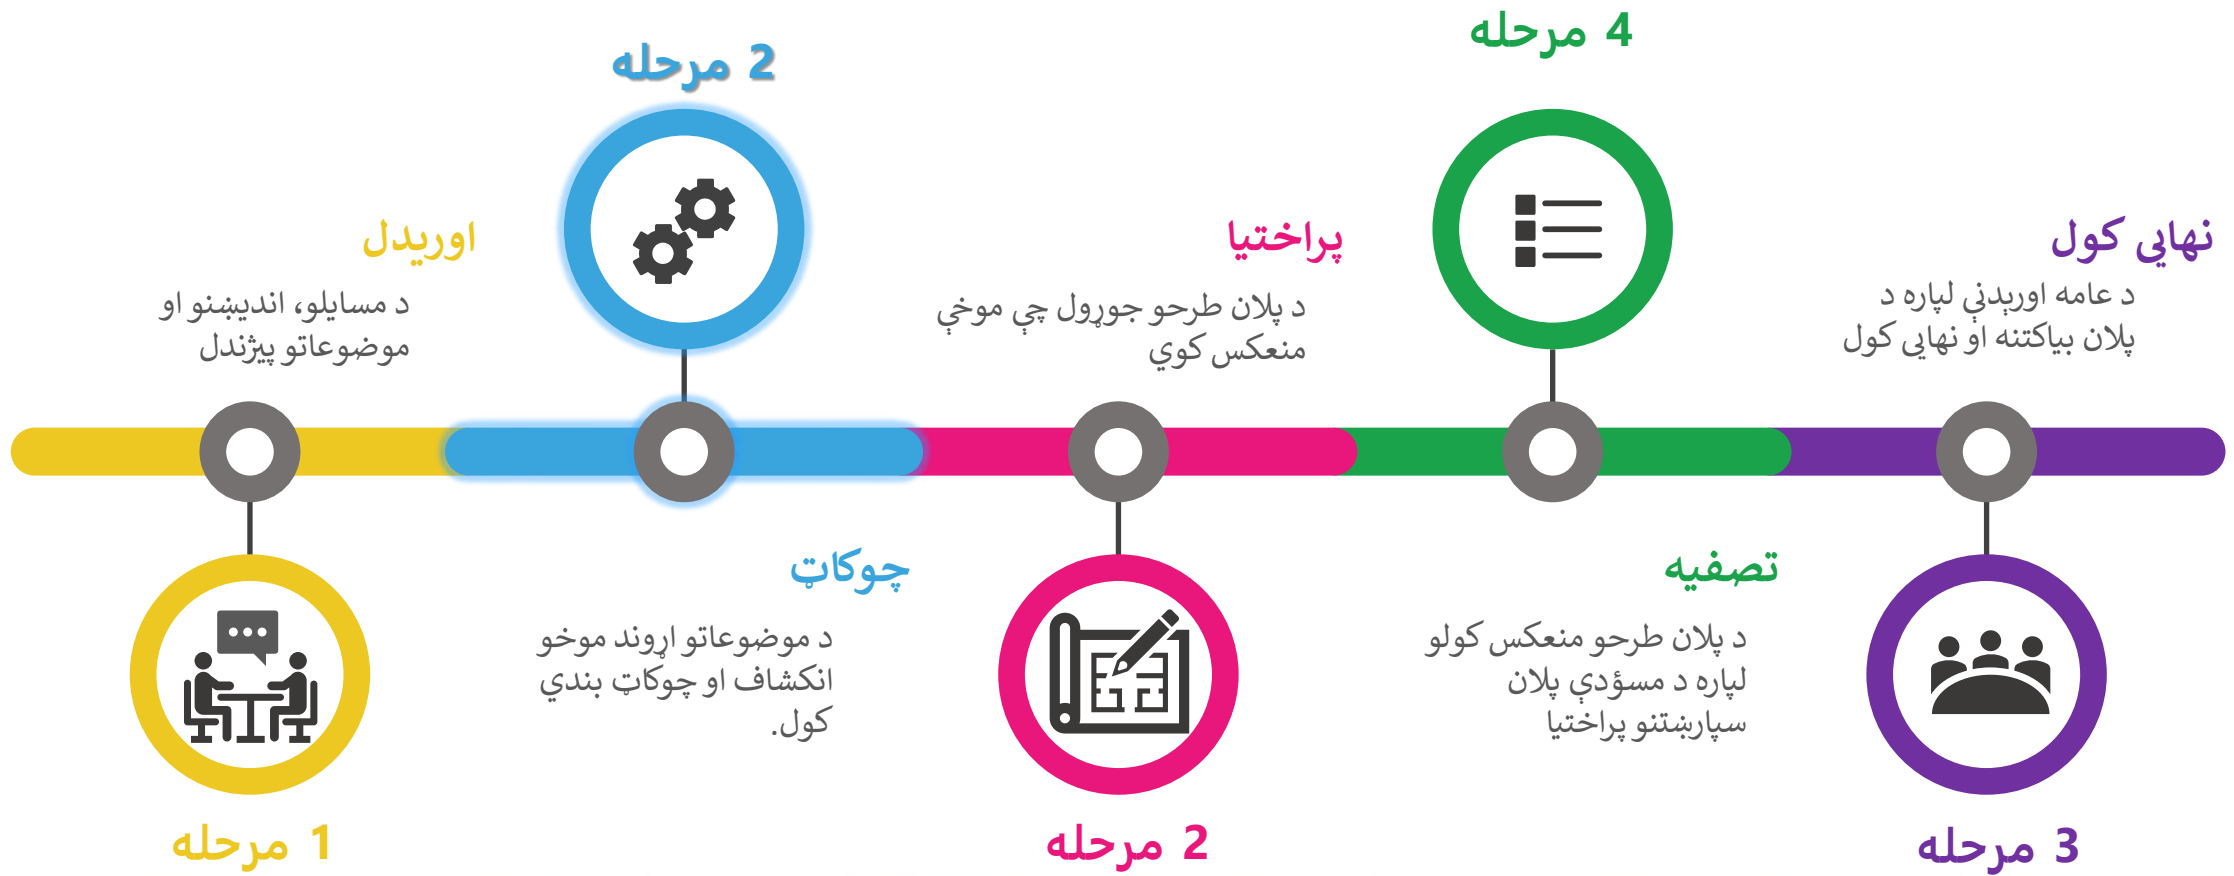 1 مرحله
اوریدل
د مسایلو، اندیښنو او
موضوعاتو پیژندل
2 مرحله
چوکاټ
د موضوعاتو اړوند موخو
انکشاف او چوکاټ بندي
کول.
2 مرحله
پراختیا
د پلان طرحو جوړول چې موخې
منعکس کوي
4 مرحله
تصفیه
د پلان طرحو منعکس کولو
لپاره د مسؤدې پلان
سپارښتنو پراختیا
3 مرحله
نهایی کول
د عامه اوریدنې لپاره د
پلان بیاکتنه او نهایی کول